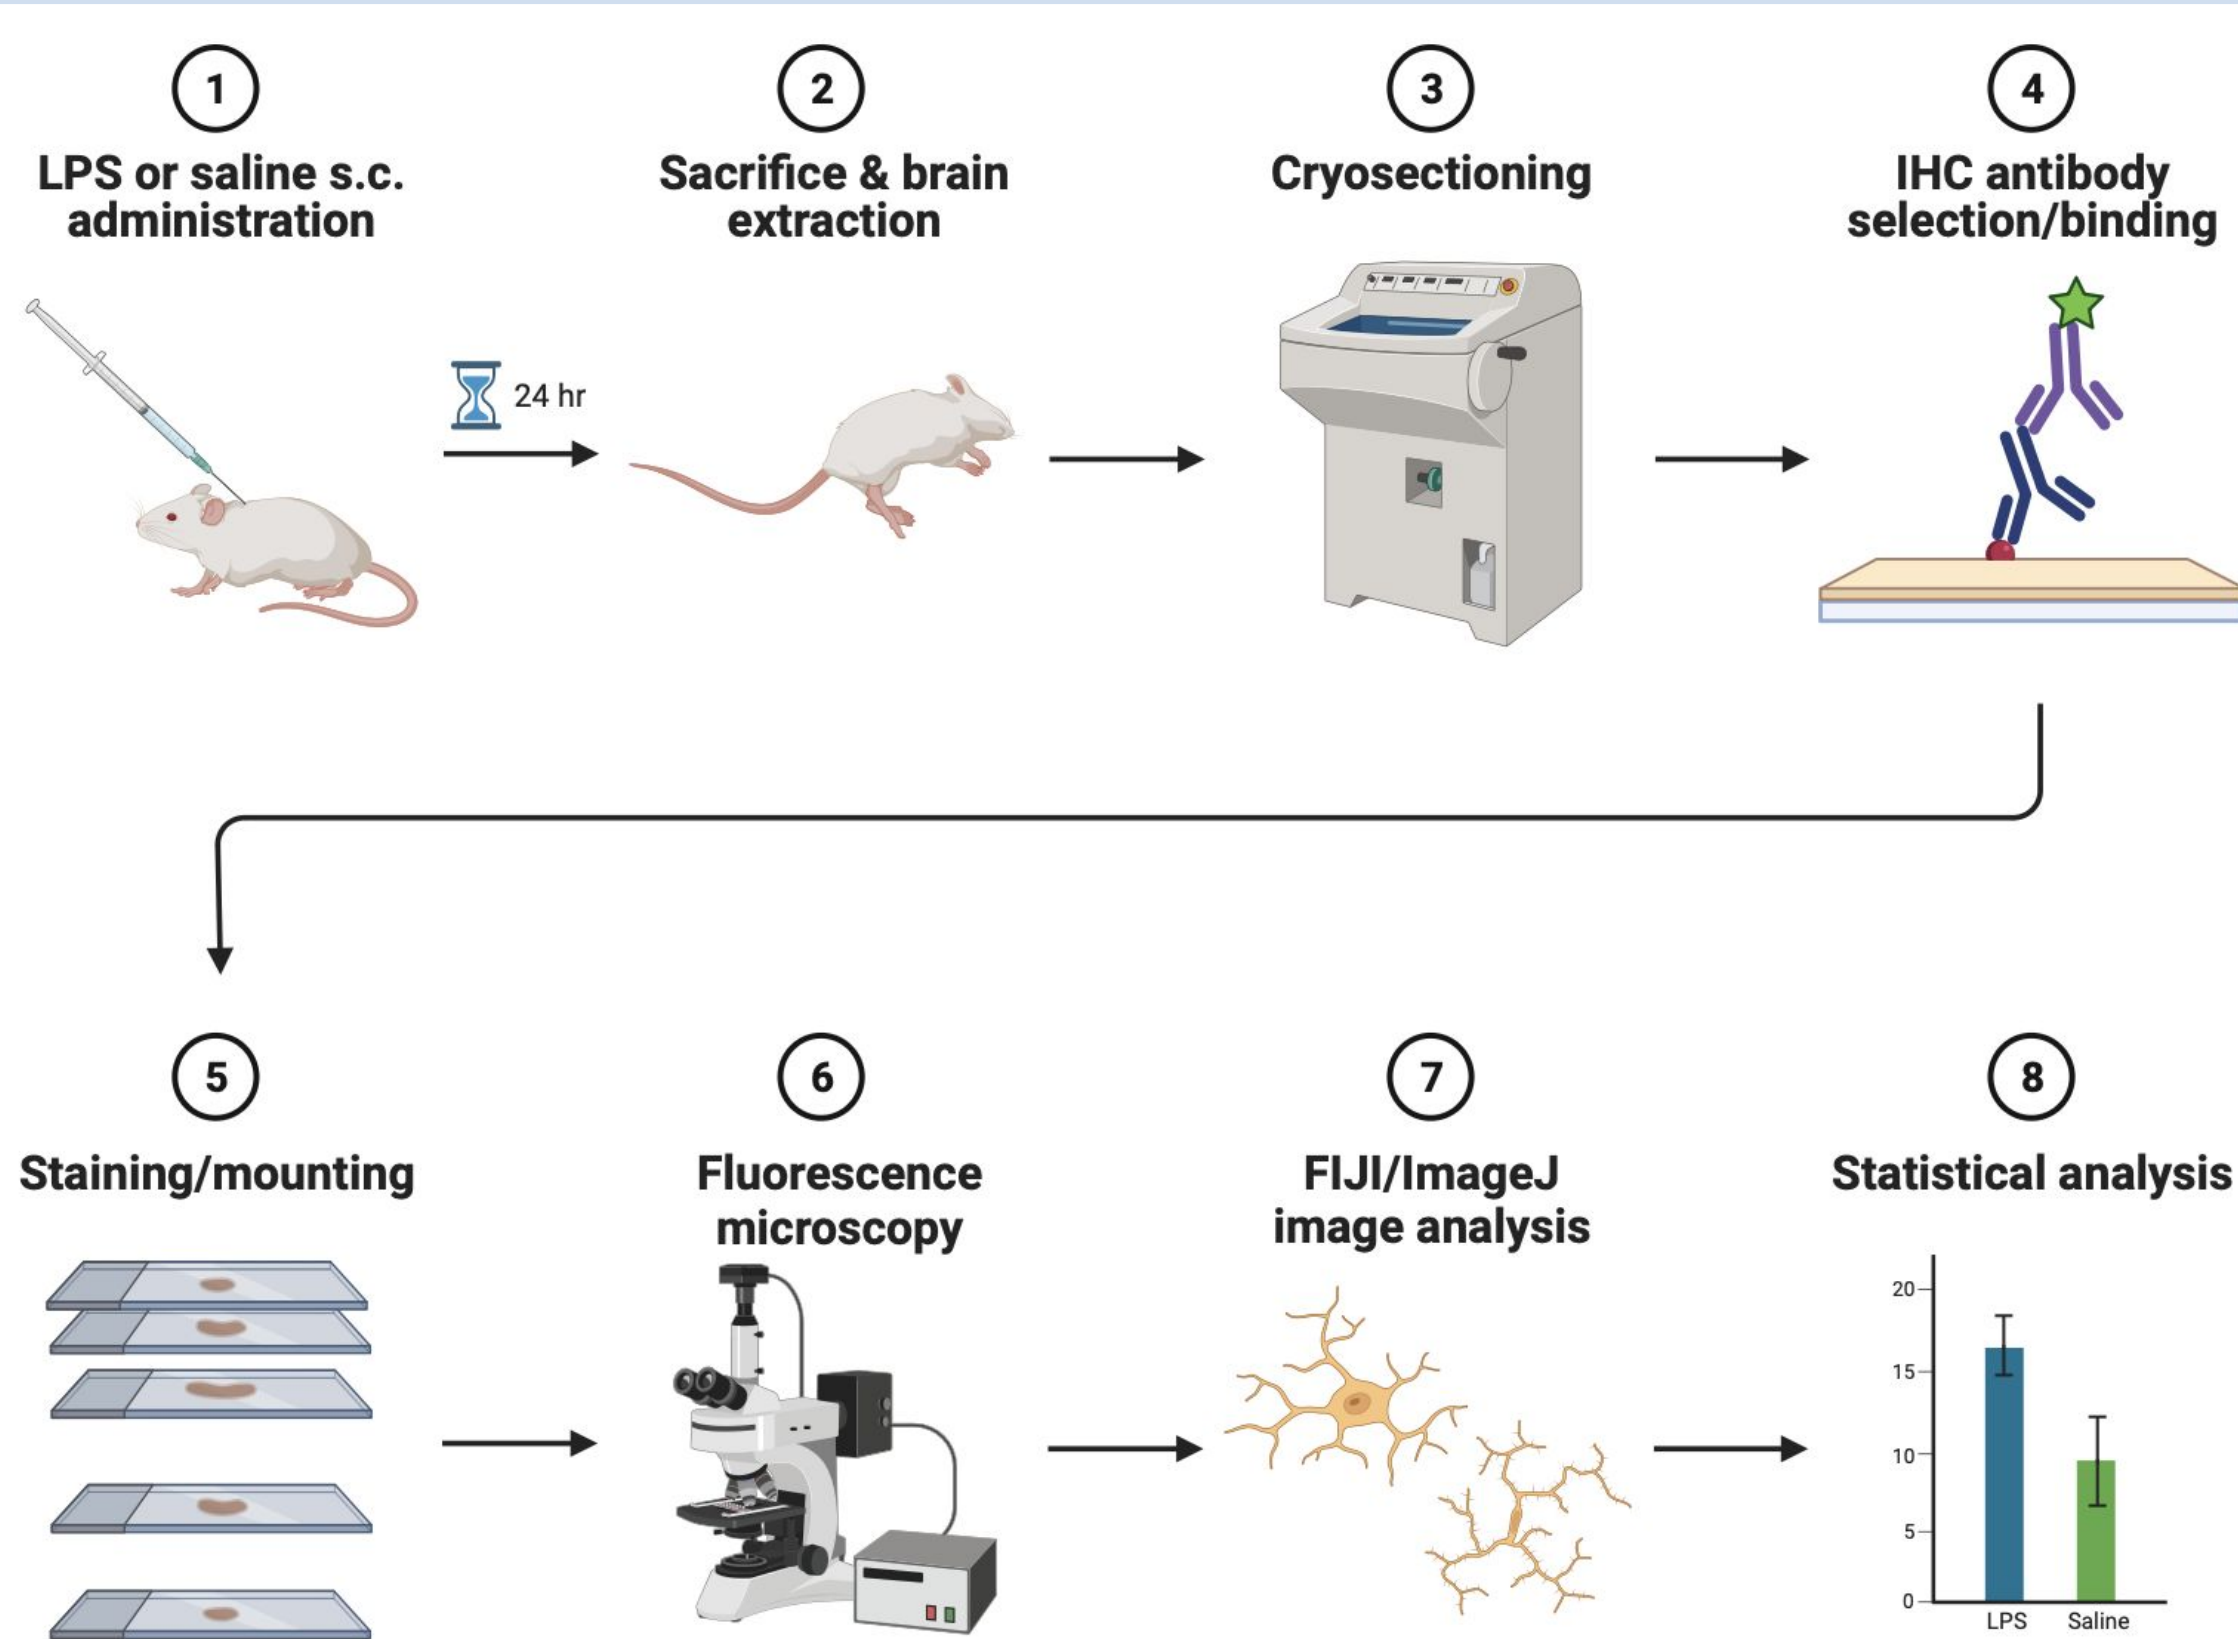 1
LPS or saline s.c.
administration
24 hr
2
Sacrifice & brain
extraction
3
Cryosectioning
4
IHC antibody
selection/binding
5
Staining/mounting
6
Fluorescence
microscopy
7
FIJI/ImageJ
image analysis
8
Statistical analysis
20
15
10
5
0
LPS
Saline